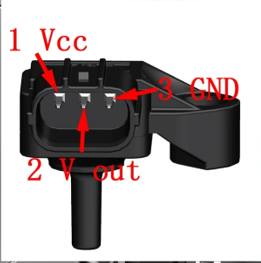 1 Vcc
3 GND
2 V out